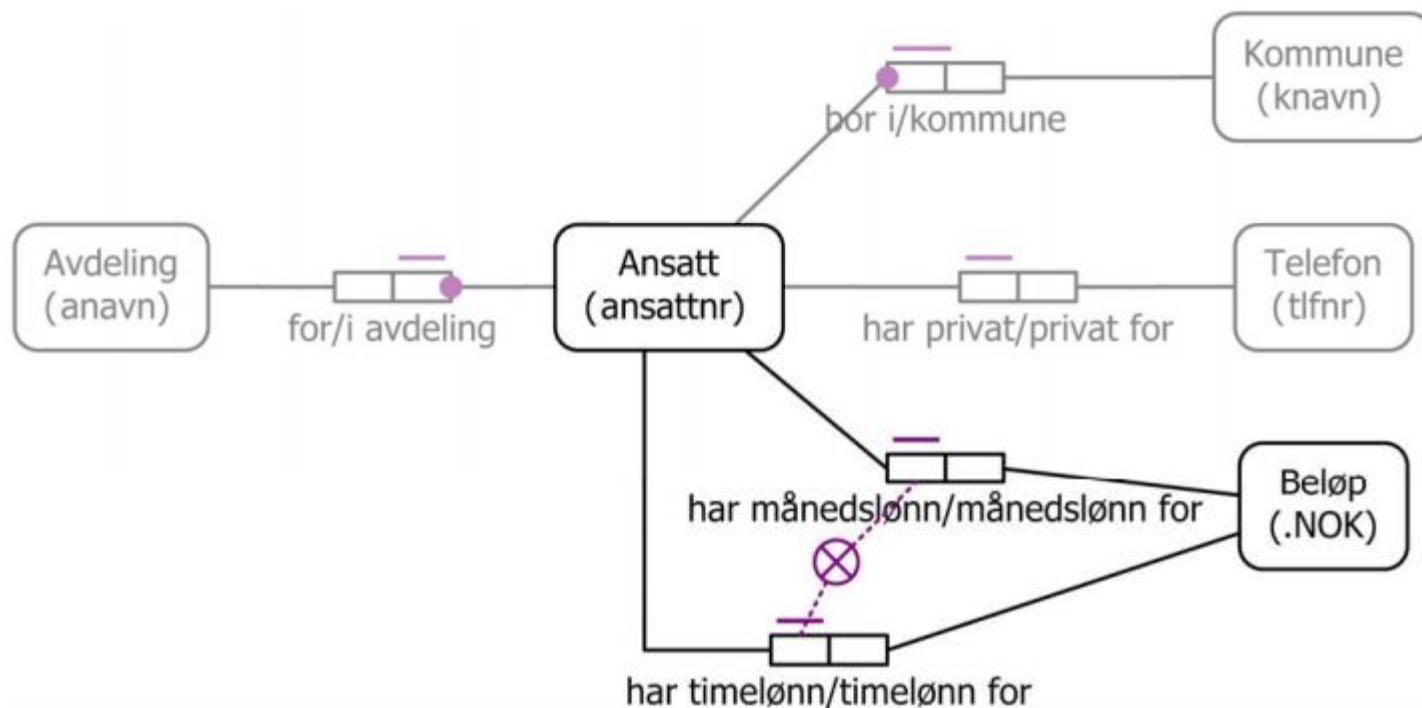 Kommune
(knavn)
bor i/kommune
Avdeling
(anavn)
for/i avdeling
Ansatt
(ansattnr)
har privat/privat for
Telefon
(tlfnr)
har månedslønn/månedslønn for
Beløp
(.NOK)
har timelønn/timelønn for